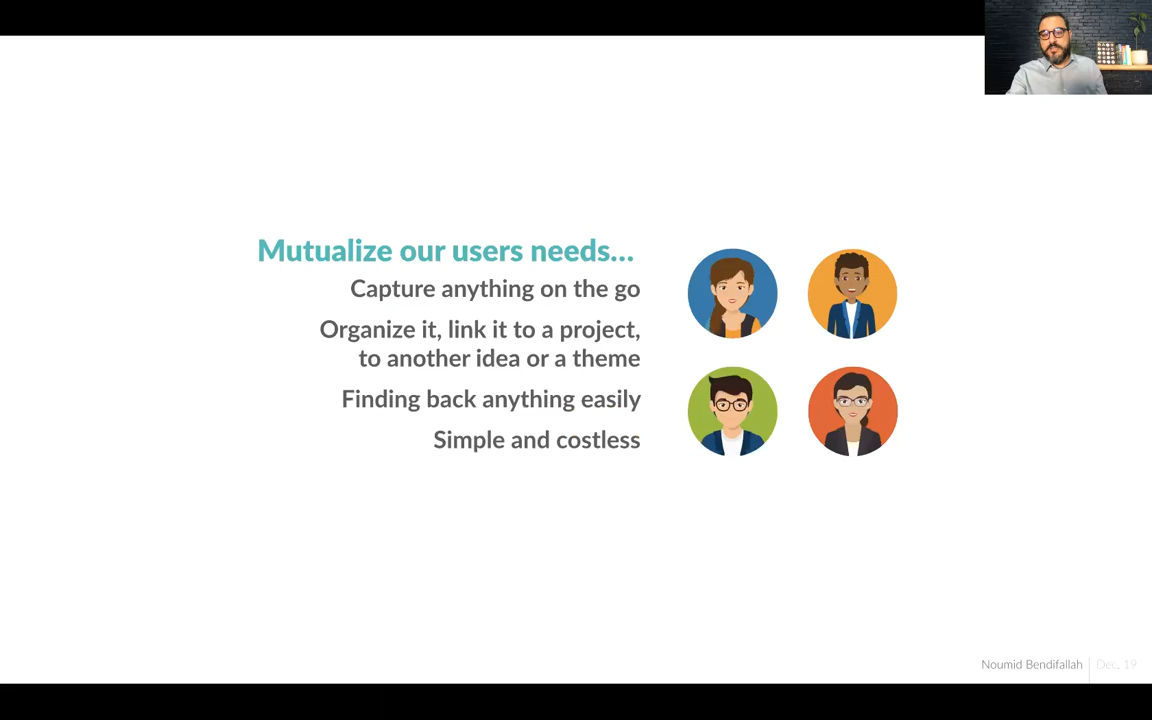 Mutualize our users needs...
Capture anything on the go
Organize it, link it to a project,
to another idea or a theme
Finding back anything easily
Simple and costless
Noumid Bendifallah
Dec, 19